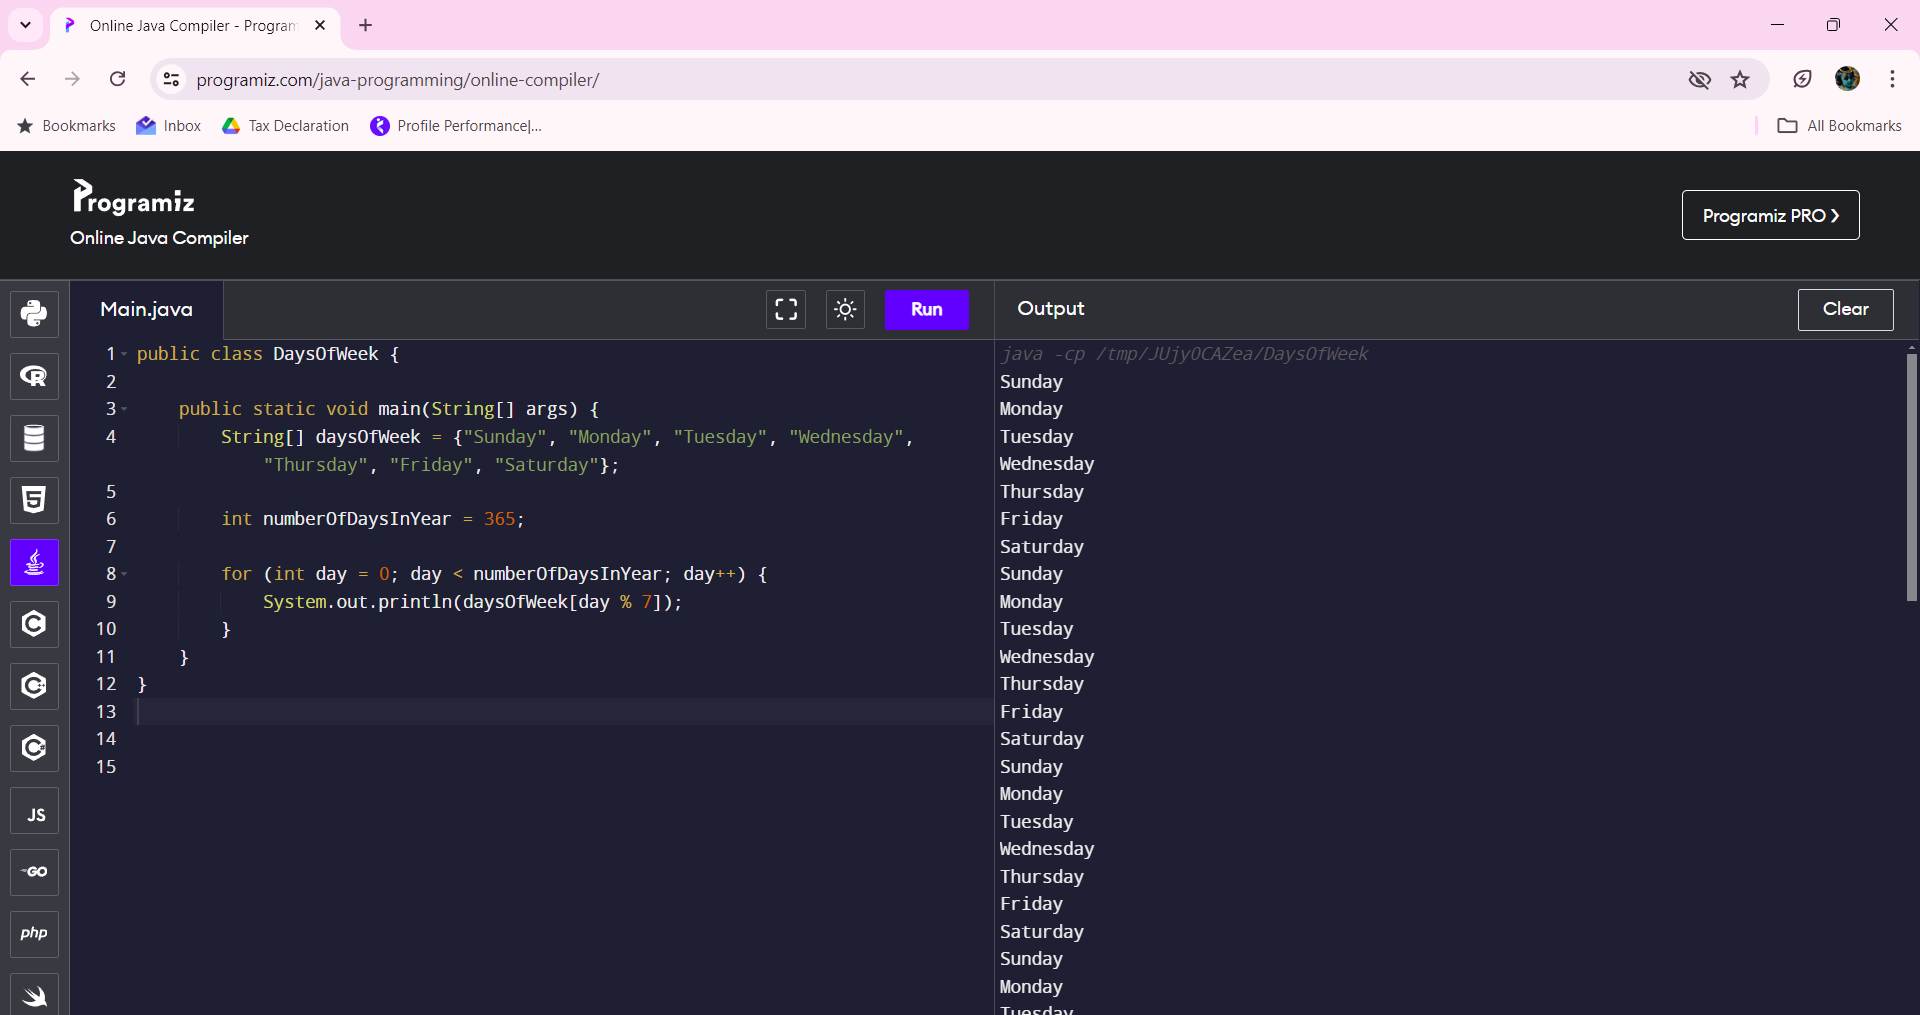 Online Java Compiler - Program
programiz.com/java-programming/online-compiler/
Bookmarks Inbox Tax Declaration Profile Performance|... All Bookmarks
Programiz
Online Java Compiler
Programiz PRO ❯
Main.java Run Output Clear
1 public class DaysOfWeek {
2
3     public static void main(String[] args) {
4         String[] daysOfWeek = {"Sunday", "Monday", "Tuesday", "Wednesday",
            "Thursday", "Friday", "Saturday"};
5
6         int numberOfDaysInYear = 365;
7
8         for (int day = 0; day < numberOfDaysInYear; day++) {
9             System.out.println(daysOfWeek[day % 7]);
10         }
11     }
12 }
13
14
15
java -cp /tmp/JUjyOCAZea/DaysOfWeek
Sunday
Monday
Tuesday
Wednesday
Thursday
Friday
Saturday
Sunday
Monday
Tuesday
Wednesday
Thursday
Friday
Saturday
Sunday
Monday
Tuesday
Wednesday
Thursday
Friday
Saturday
Sunday
Monday
Tuesday
R
5
C
C
C
JS
GO
php